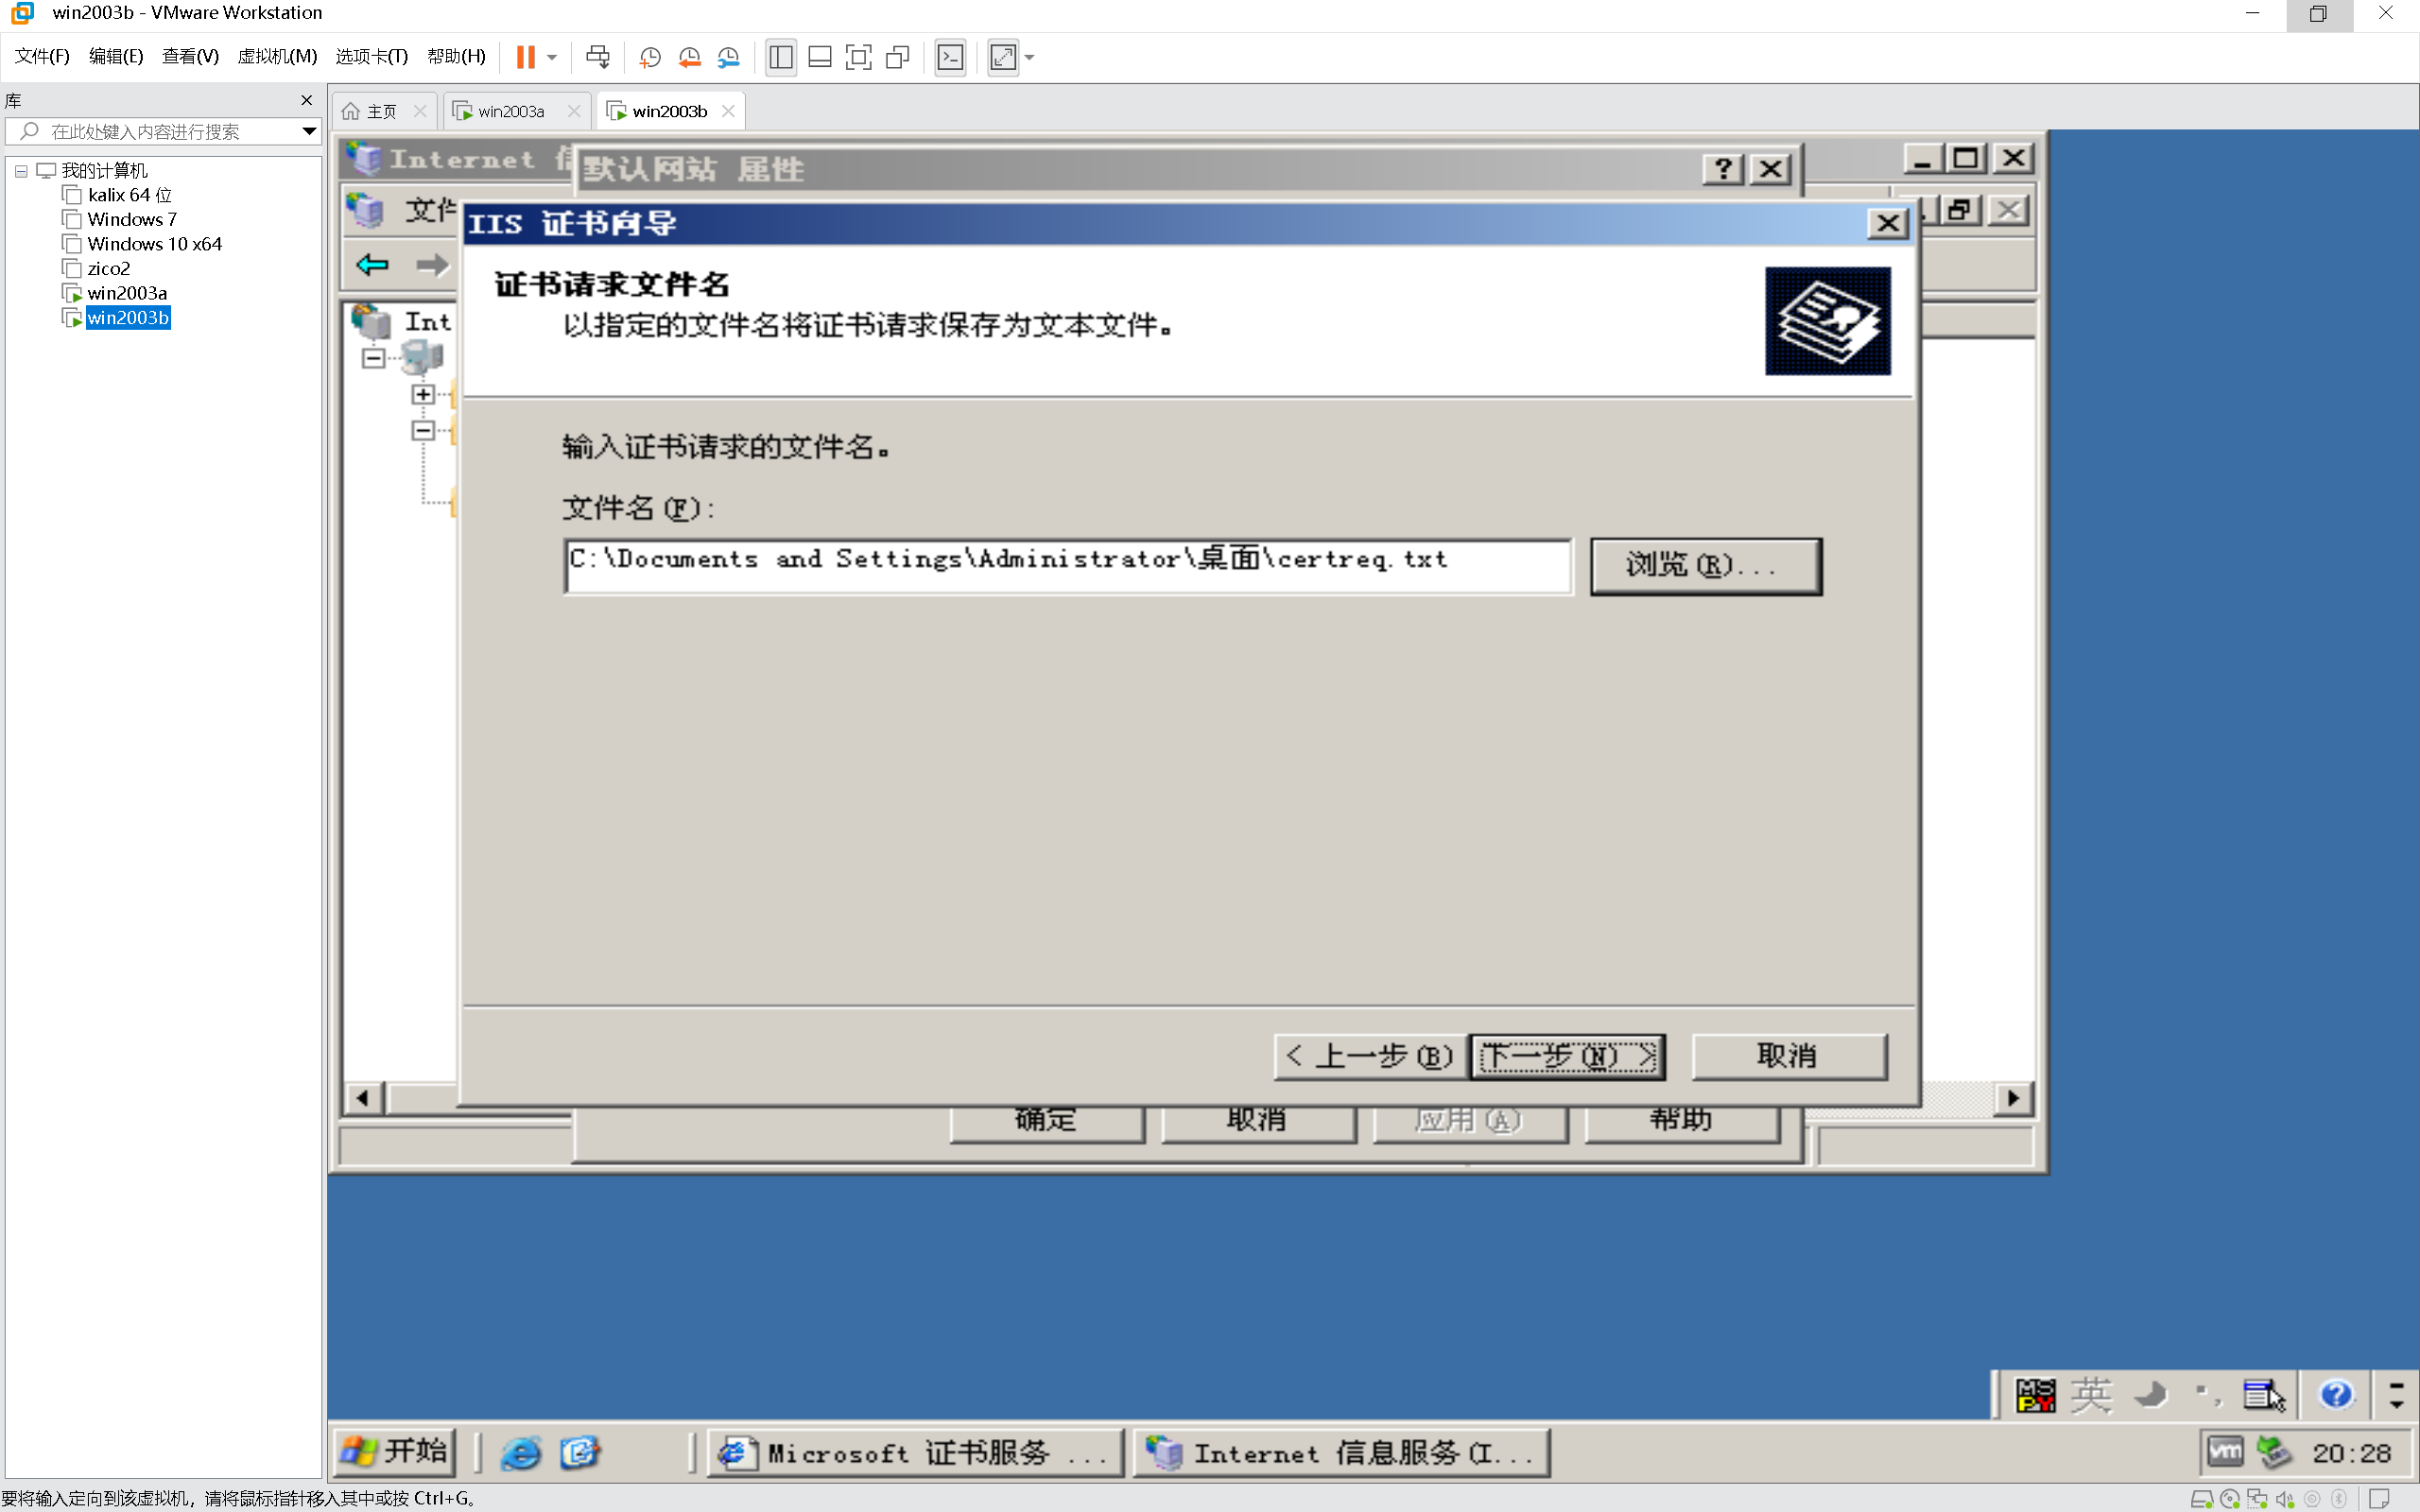 win2003b - VMware Workstation
文件(F) 编辑(E) 查看(V) 虚拟机(M) 选项卡(T) 帮助(H)
库
在此处键入内容进行搜索
我的计算机
kalix 64 位
Windows 7
Windows 10 x64
zico2
win2003a
win2003b
主页 win2003a win2003b
Internet
默认网站 属性
文件
IIS 证书向导
证书请求文件名
以指定的文件名将证书请求保存为文本文件。
Int
输入证书请求的文件名。
文件名(F):
C:\Documents and Settings\Administrator\桌面\certreq.txt
浏览(R)...
< 上一步(B) 下一步(N) > 取消
确定 取消 应用(A) 帮助
英
开始 Microsoft 证书服务 ... Internet 信息服务(I... 20:28
要将输入定向到该虚拟机，请将鼠标指针移入其中或按 Ctrl+G。